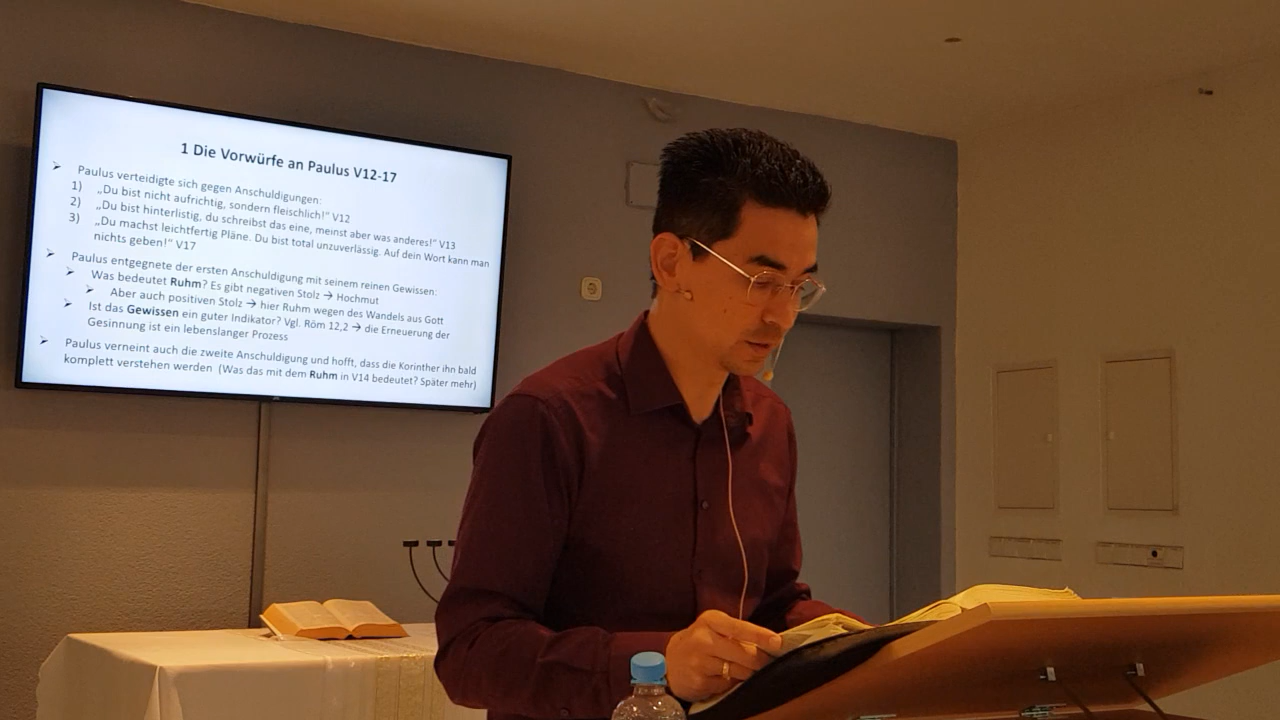 1 Die Vorwürfe an Paulus V12-17
➢ Paulus verteidigte sich gegen Anschuldigungen:
1) „Du bist nicht aufrichtig, sondern fleischlich!“ V12
2) „Du bist hinterlistig, du schreibst das eine, meinst aber was anderes!“ V13
3) „Du machst leichtfertig Pläne. Du bist total unzuverlässig. Auf dein Wort kann man
nichts geben!“ V17
➢ Paulus entgegnete der ersten Anschuldigung mit seinem reinen Gewissen:
➢ Was bedeutet Ruhm? Es gibt negativen Stolz → Hochmut
➢ Aber auch positiven Stolz → hier Ruhm wegen des Wandels aus Gott
➢ Ist das Gewissen ein guter Indikator? Vgl. Röm 12,2 → die Erneuerung der
Gesinnung ist ein lebenslanger Prozess
➢ Paulus verneint auch die zweite Anschuldigung und hofft, dass die Korinther ihn bald
komplett verstehen werden (Was das mit dem Ruhm in V14 bedeutet? Später mehr)